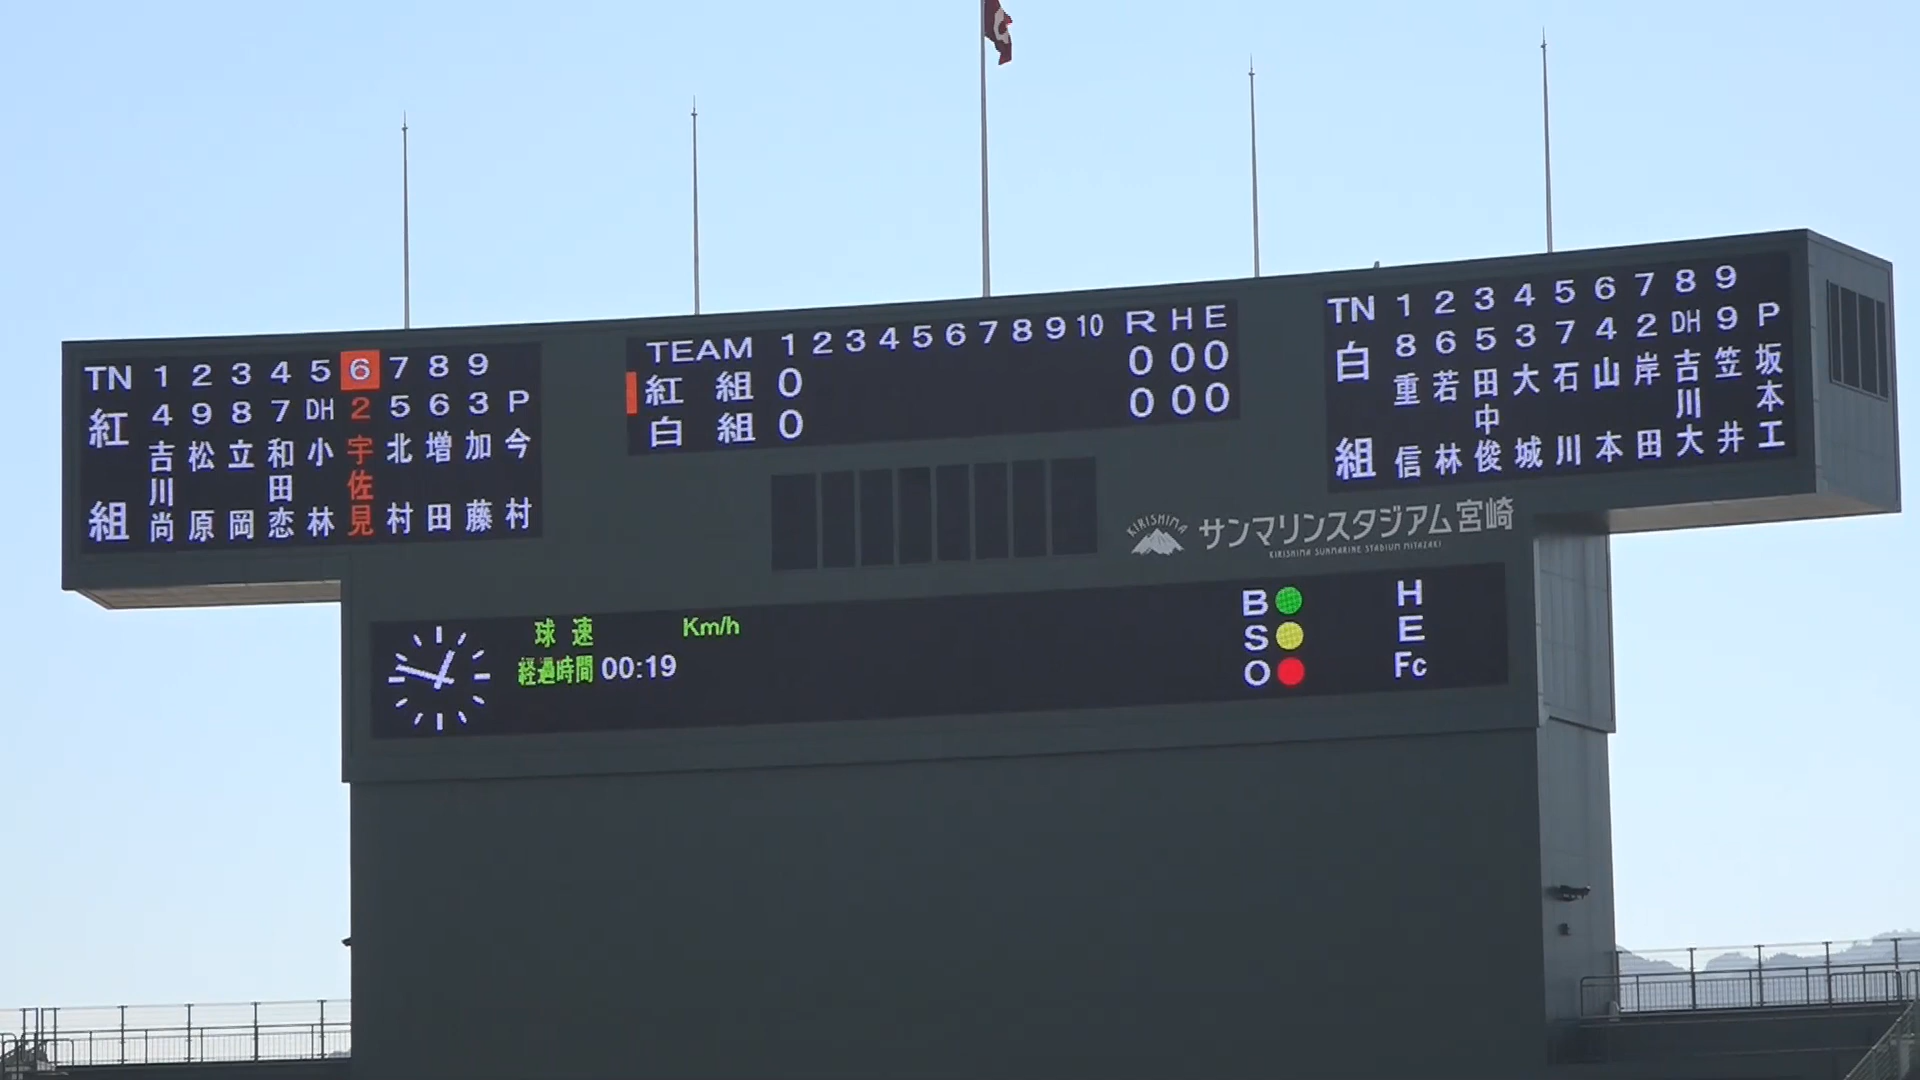 TN 1 2 3 4 5 6 7 8 9
4 9 8 7 DH 2 5 6 3 P
紅組 吉川尚 松原 立岡 和田恋 小林 宇佐見 北村 増田 加藤 今村
TEAM 1 2 3 4 5 6 7 8 9 10 R H E
紅組 0 0 0 0
白組 0 0 0 0
TN 1 2 3 4 5 6 7 8 9
8 6 5 3 7 4 2 DH 9 P
白組 重信 若林 田中俊 大城 石川 山本 岸田 吉川大 笠井 坂本工
KIRISHIMA サンマリンスタジアム宮崎
KIRISHIMA SUNMARINE STADIUM MIYAZAKI
球速 Km/h
経過時間 00:19
B H
S E
O Fc